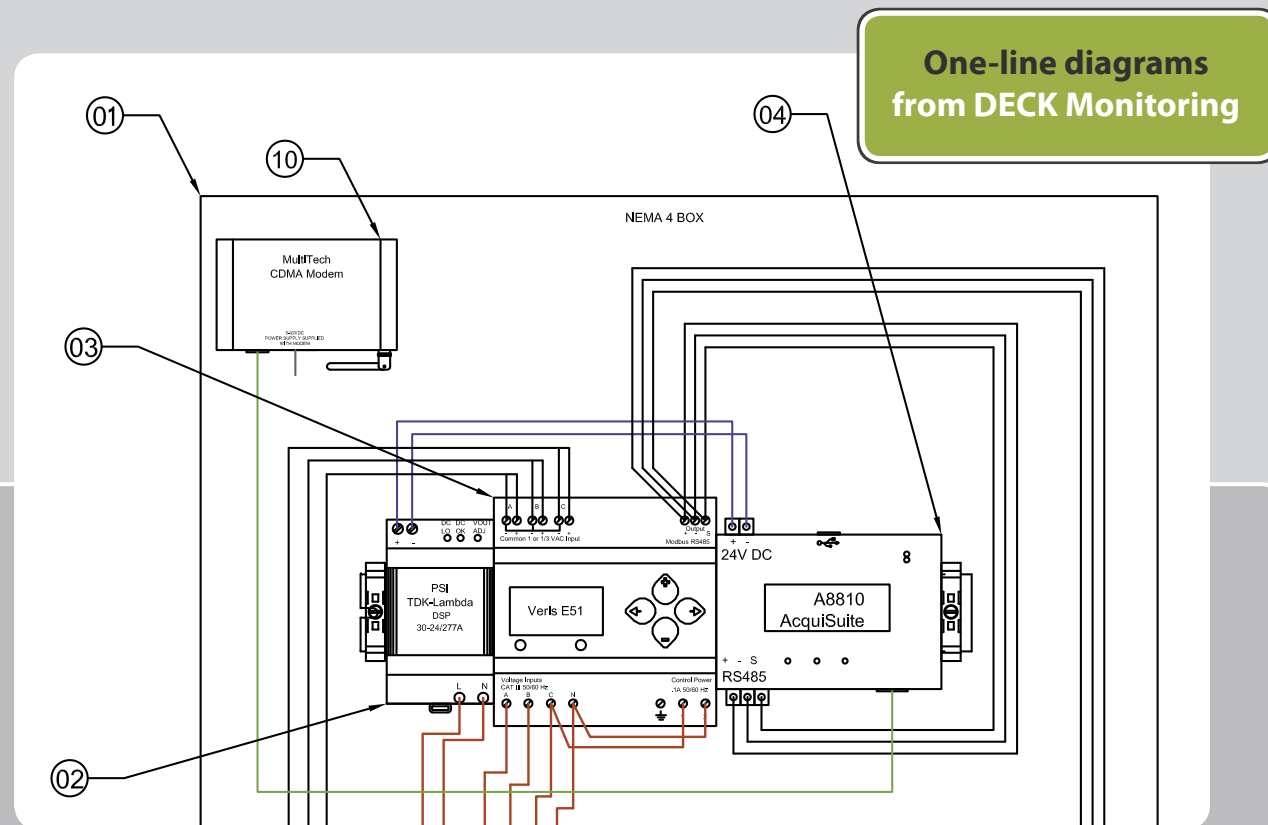 One-line diagrams
from DECK Monitoring
01
10
04
NEMA 4 BOX
MultiTech
CDMA Modem
POWER SUPPLY SUPPLIED
WITH MODEM
03
A B C
- + - + - +
Common 1 or 1/3 VAC Input
Output
+ - S
Modbus RS485
DC DC VOUT
LO OK ADJ
+ -
+ -
24V DC
8
PSI
TDK-Lambda
DSP
30-24/277A
Veris E51
+
-
A8810
AcquiSuite
+ - S
RS485
L N
Voltage Inputs
CAT III 50/60 Hz
A B C N
Control Power
.1A 50/60 Hz
02